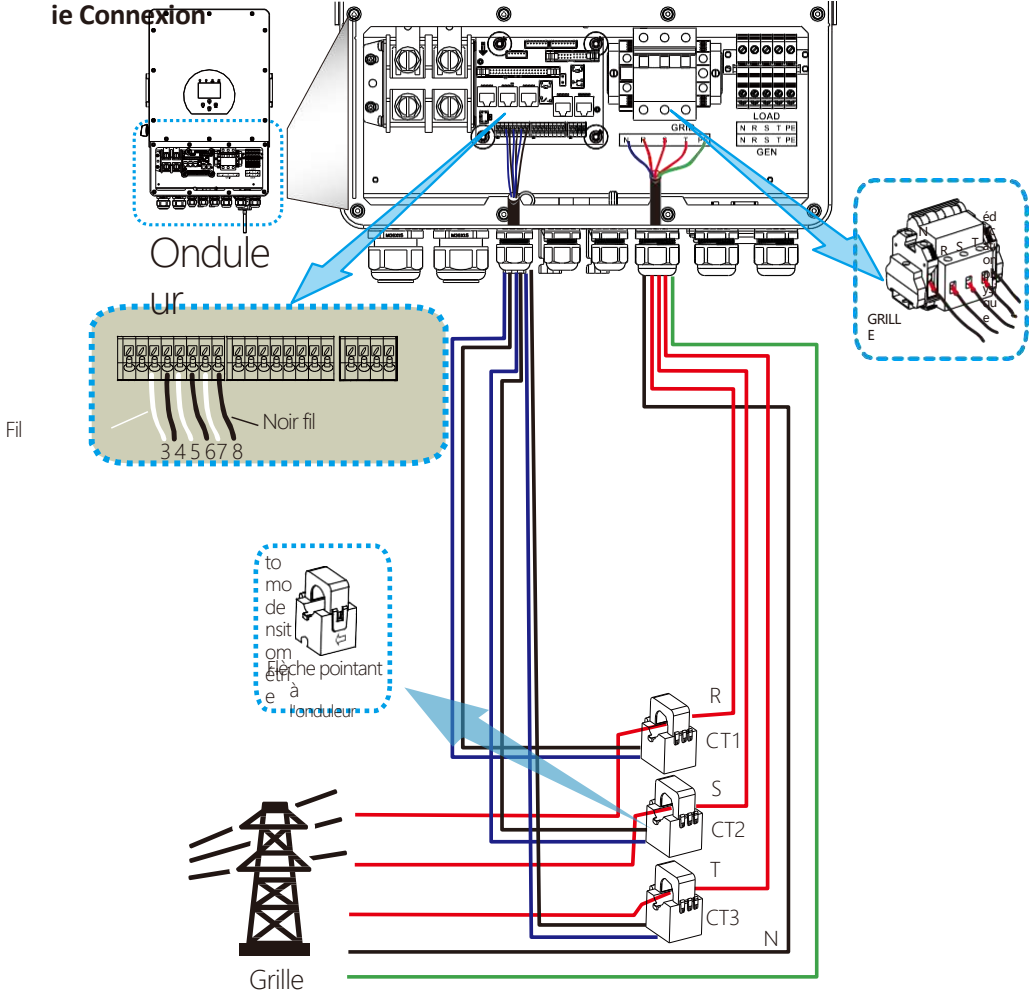 ie Connexion
LOAD
N R S T PE
N R S T PE
GEN
Ondule
ur
N
R S T
GRILL
E
Fil
Noir fil
3 4 5 6 7 8
to
mo
de
nsit
om
étri
e
Flèche pointant
à
l'onduleur
R
CT1
S
CT2
T
CT3
N
Grille